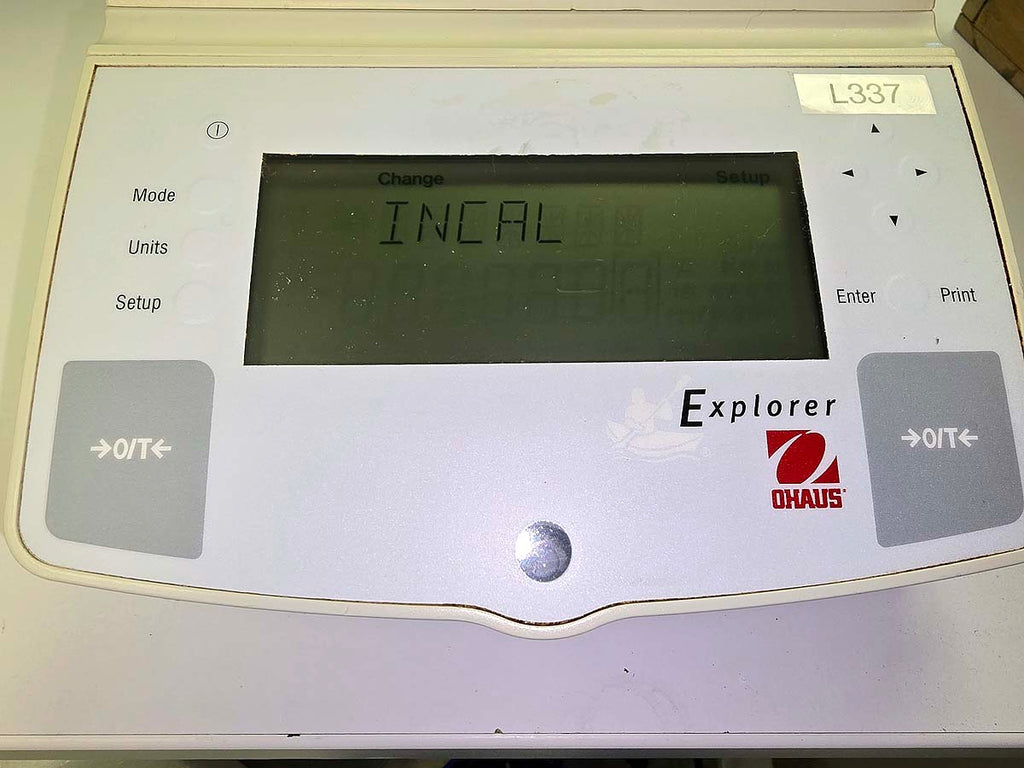 L337
Mode
Units
Setup
Change Setup
INCAL
Enter Print
→0/T←
→0/T←
Explorer
OHAUS